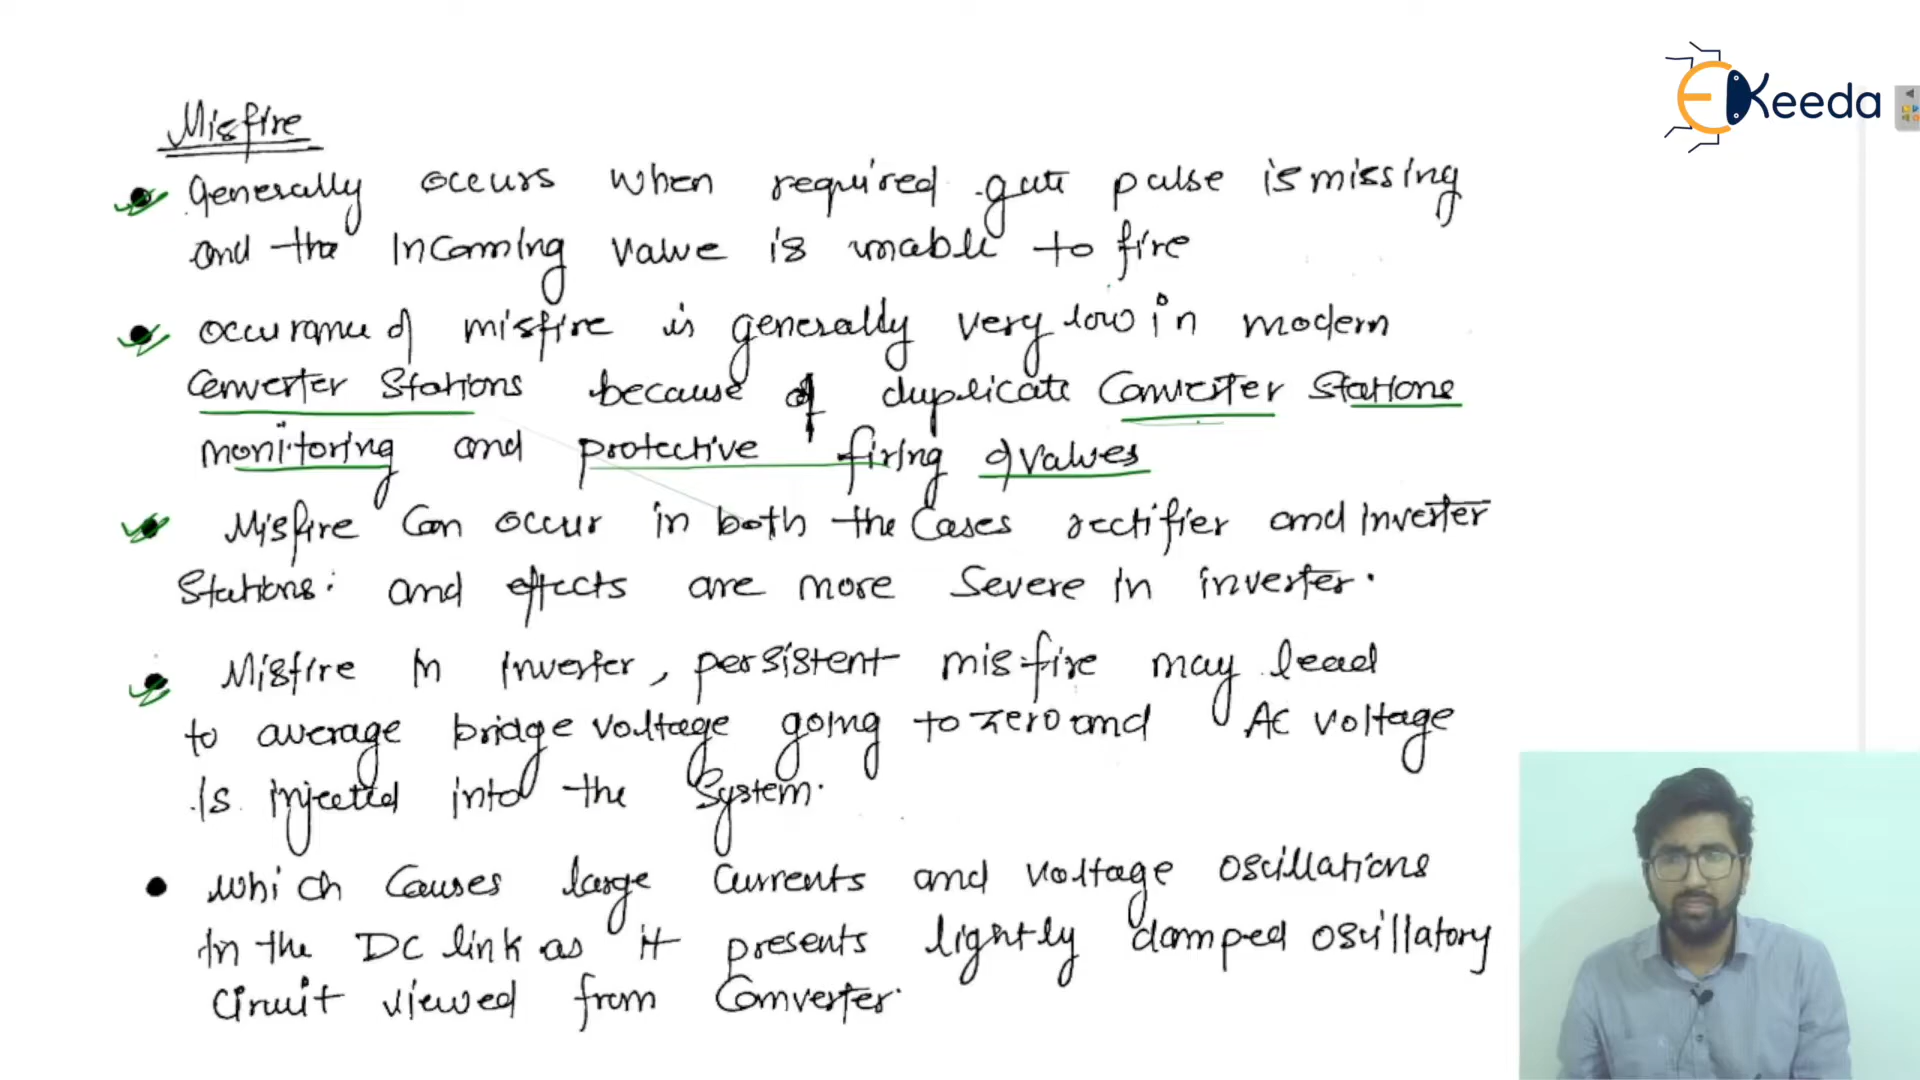 EKeeda
Misfire
Generally occurs when required gate pulse is missing
and the incoming valve is unable to fire
occurance of misfire is generally very low in modern
Converter Stations because of duplicate Converter Stations
monitoring and protective firing of valves
Misfire can occur in both the Cases rectifier and inverter
Stations: and effects are more Severe in inverter.
Misfire in inverter, persistent misfire may lead
to average bridge voltage going to zero and AC voltage
is injected into the System.
which Causes large Currents and voltage oscillations
in the DC link as it presents lightly damped oscillatory
Circuit viewed from Converter.